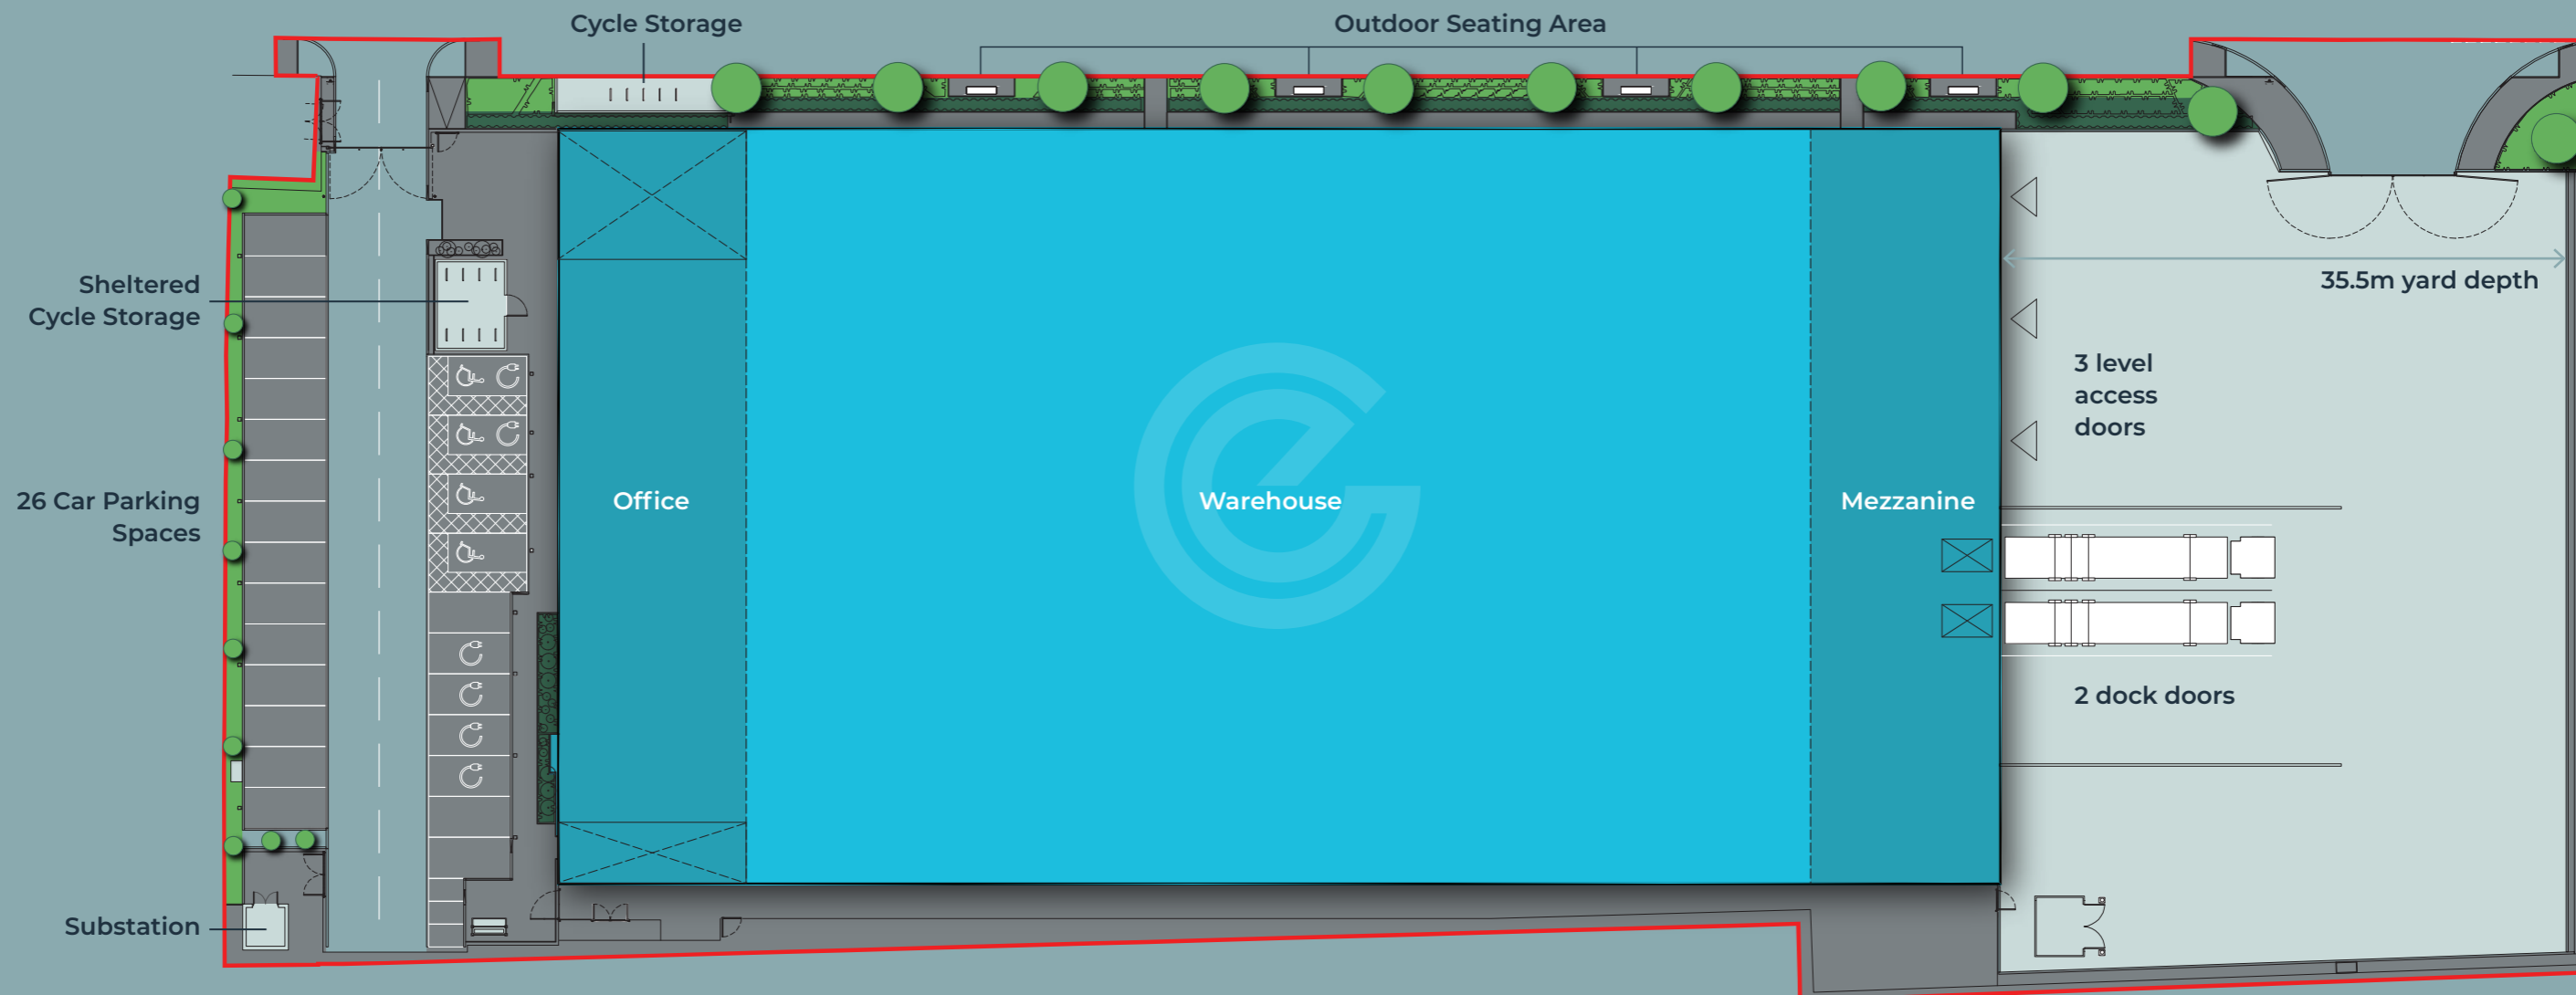 Cycle Storage
Outdoor Seating Area
Sheltered
Cycle Storage
35.5m yard depth
3 level
access
doors
26 Car Parking
Spaces
Office
Warehouse
Mezzanine
2 dock doors
Substation